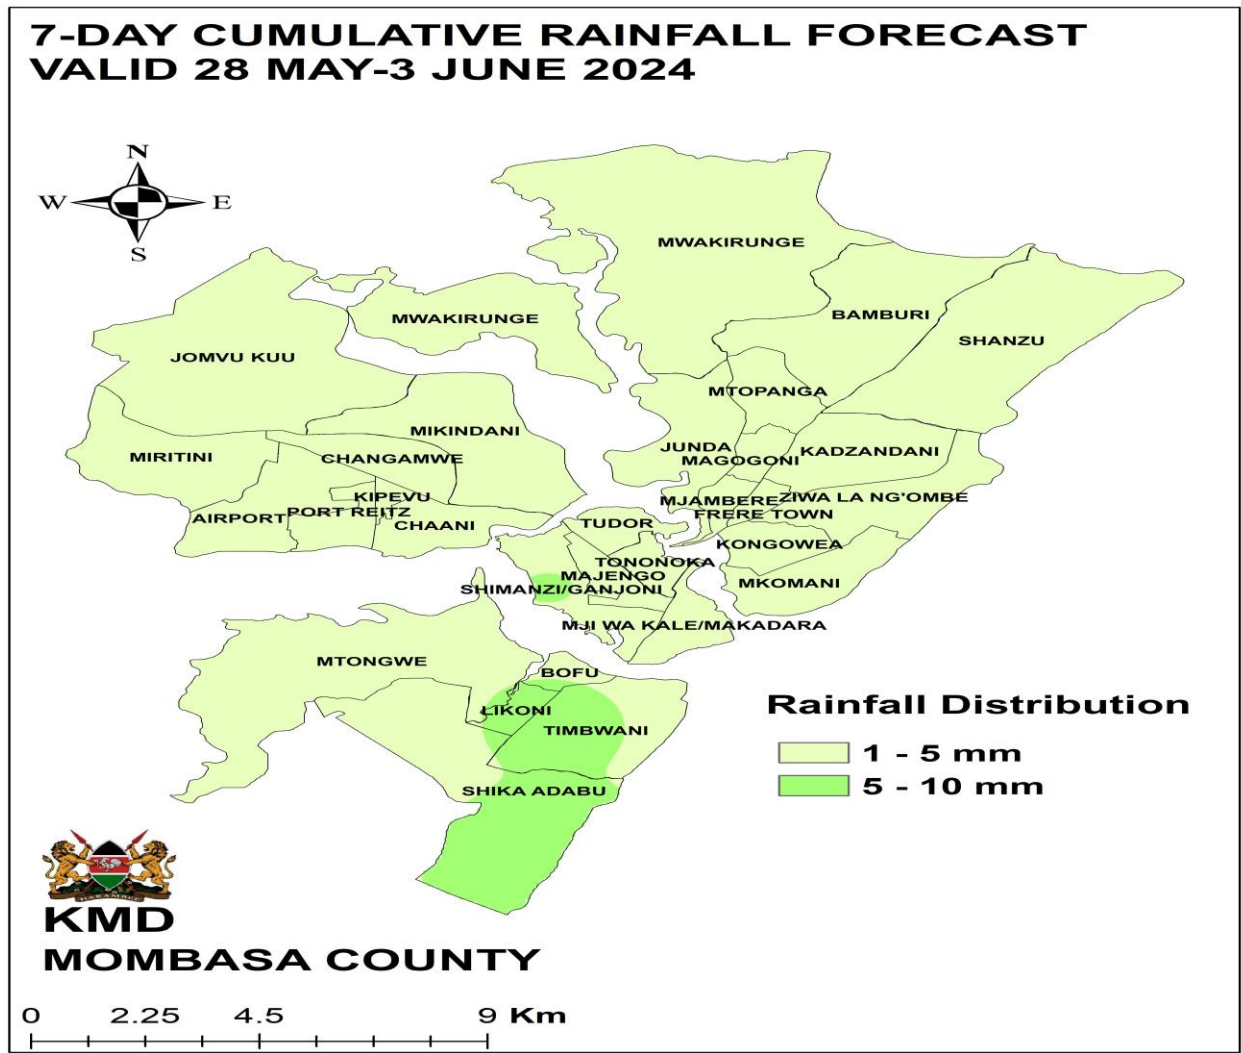 7-DAY CUMULATIVE RAINFALL FORECAST
VALID 28 MAY-3 JUNE 2024
N
W E
S
MWAKIRUNGE
MWAKIRUNGE
BAMBURI
SHANZU
JOMVU KUU
MTOPANGA
MIKINDANI
JUNDA
KADZANDANI
MIRITINI
CHANGAMWE
MAGOGONI
KIPEVU
MJAMBERE
ZIWA LA NG'OMBE
AIRPORT
PORT REITZ
FRERE TOWN
CHAANI
TUDOR
KONGOWEA
TONONOKA
MAJENGO
MKOMANI
SHIMANZI/GANJONI
MJI WA KALE/MAKADARA
MTONGWE
BOFU
LIKONI
TIMBWANI
SHIKA ADABU
Rainfall Distribution
1 - 5 mm
5 - 10 mm
HARAMBEE
KMD
MOMBASA COUNTY
0 2.25 4.5 9 Km